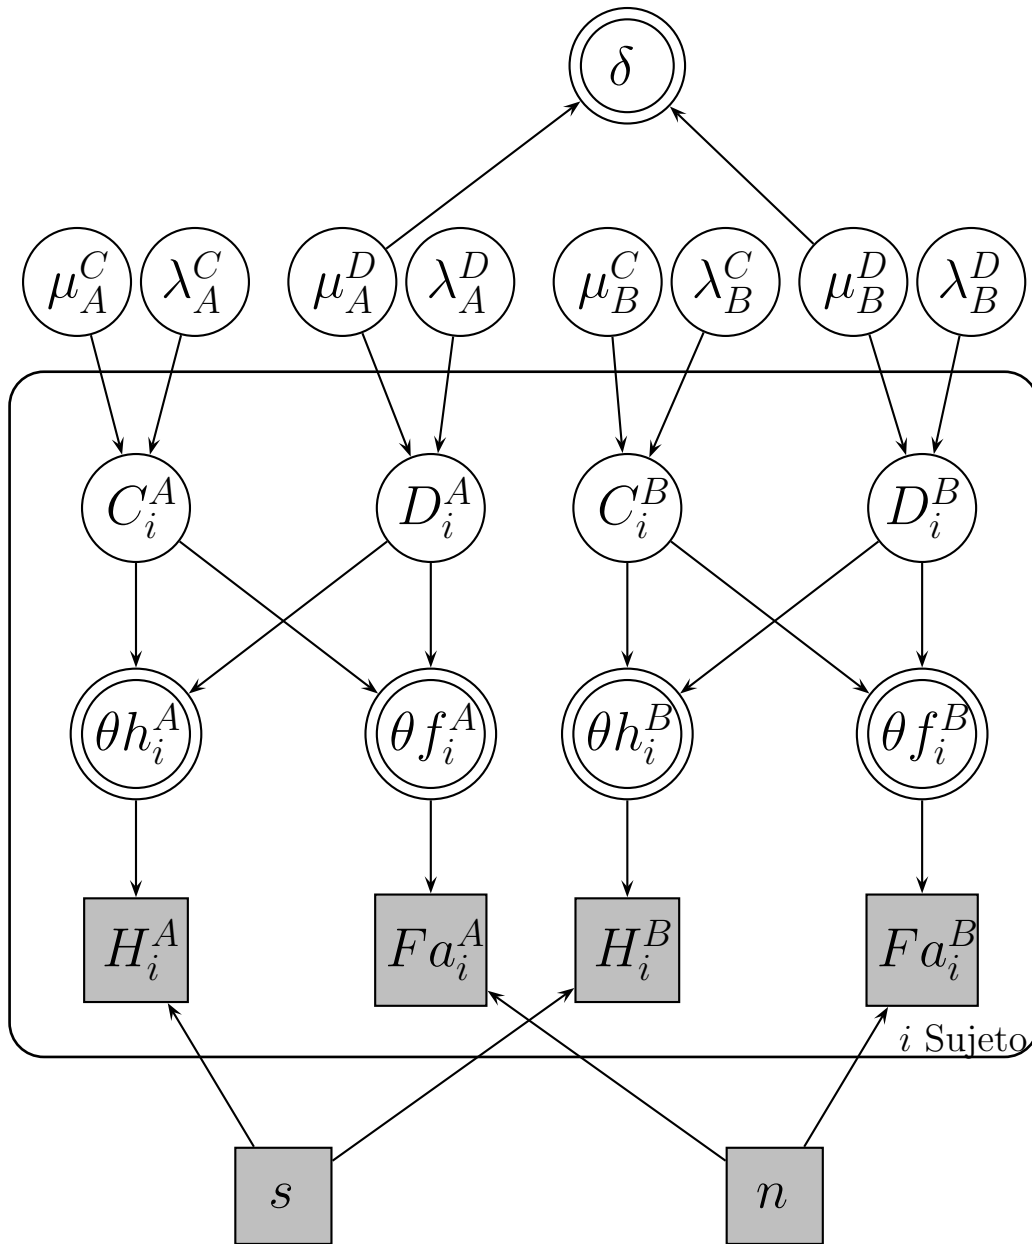 δ
μ_A^C λ_A^C μ_A^D λ_A^D μ_B^C λ_B^C μ_B^D λ_B^D
C_i^A D_i^A C_i^B D_i^B
θh_i^A θf_i^A θh_i^B θf_i^B
H_i^A Fa_i^A H_i^B Fa_i^B
i Sujeto
s n